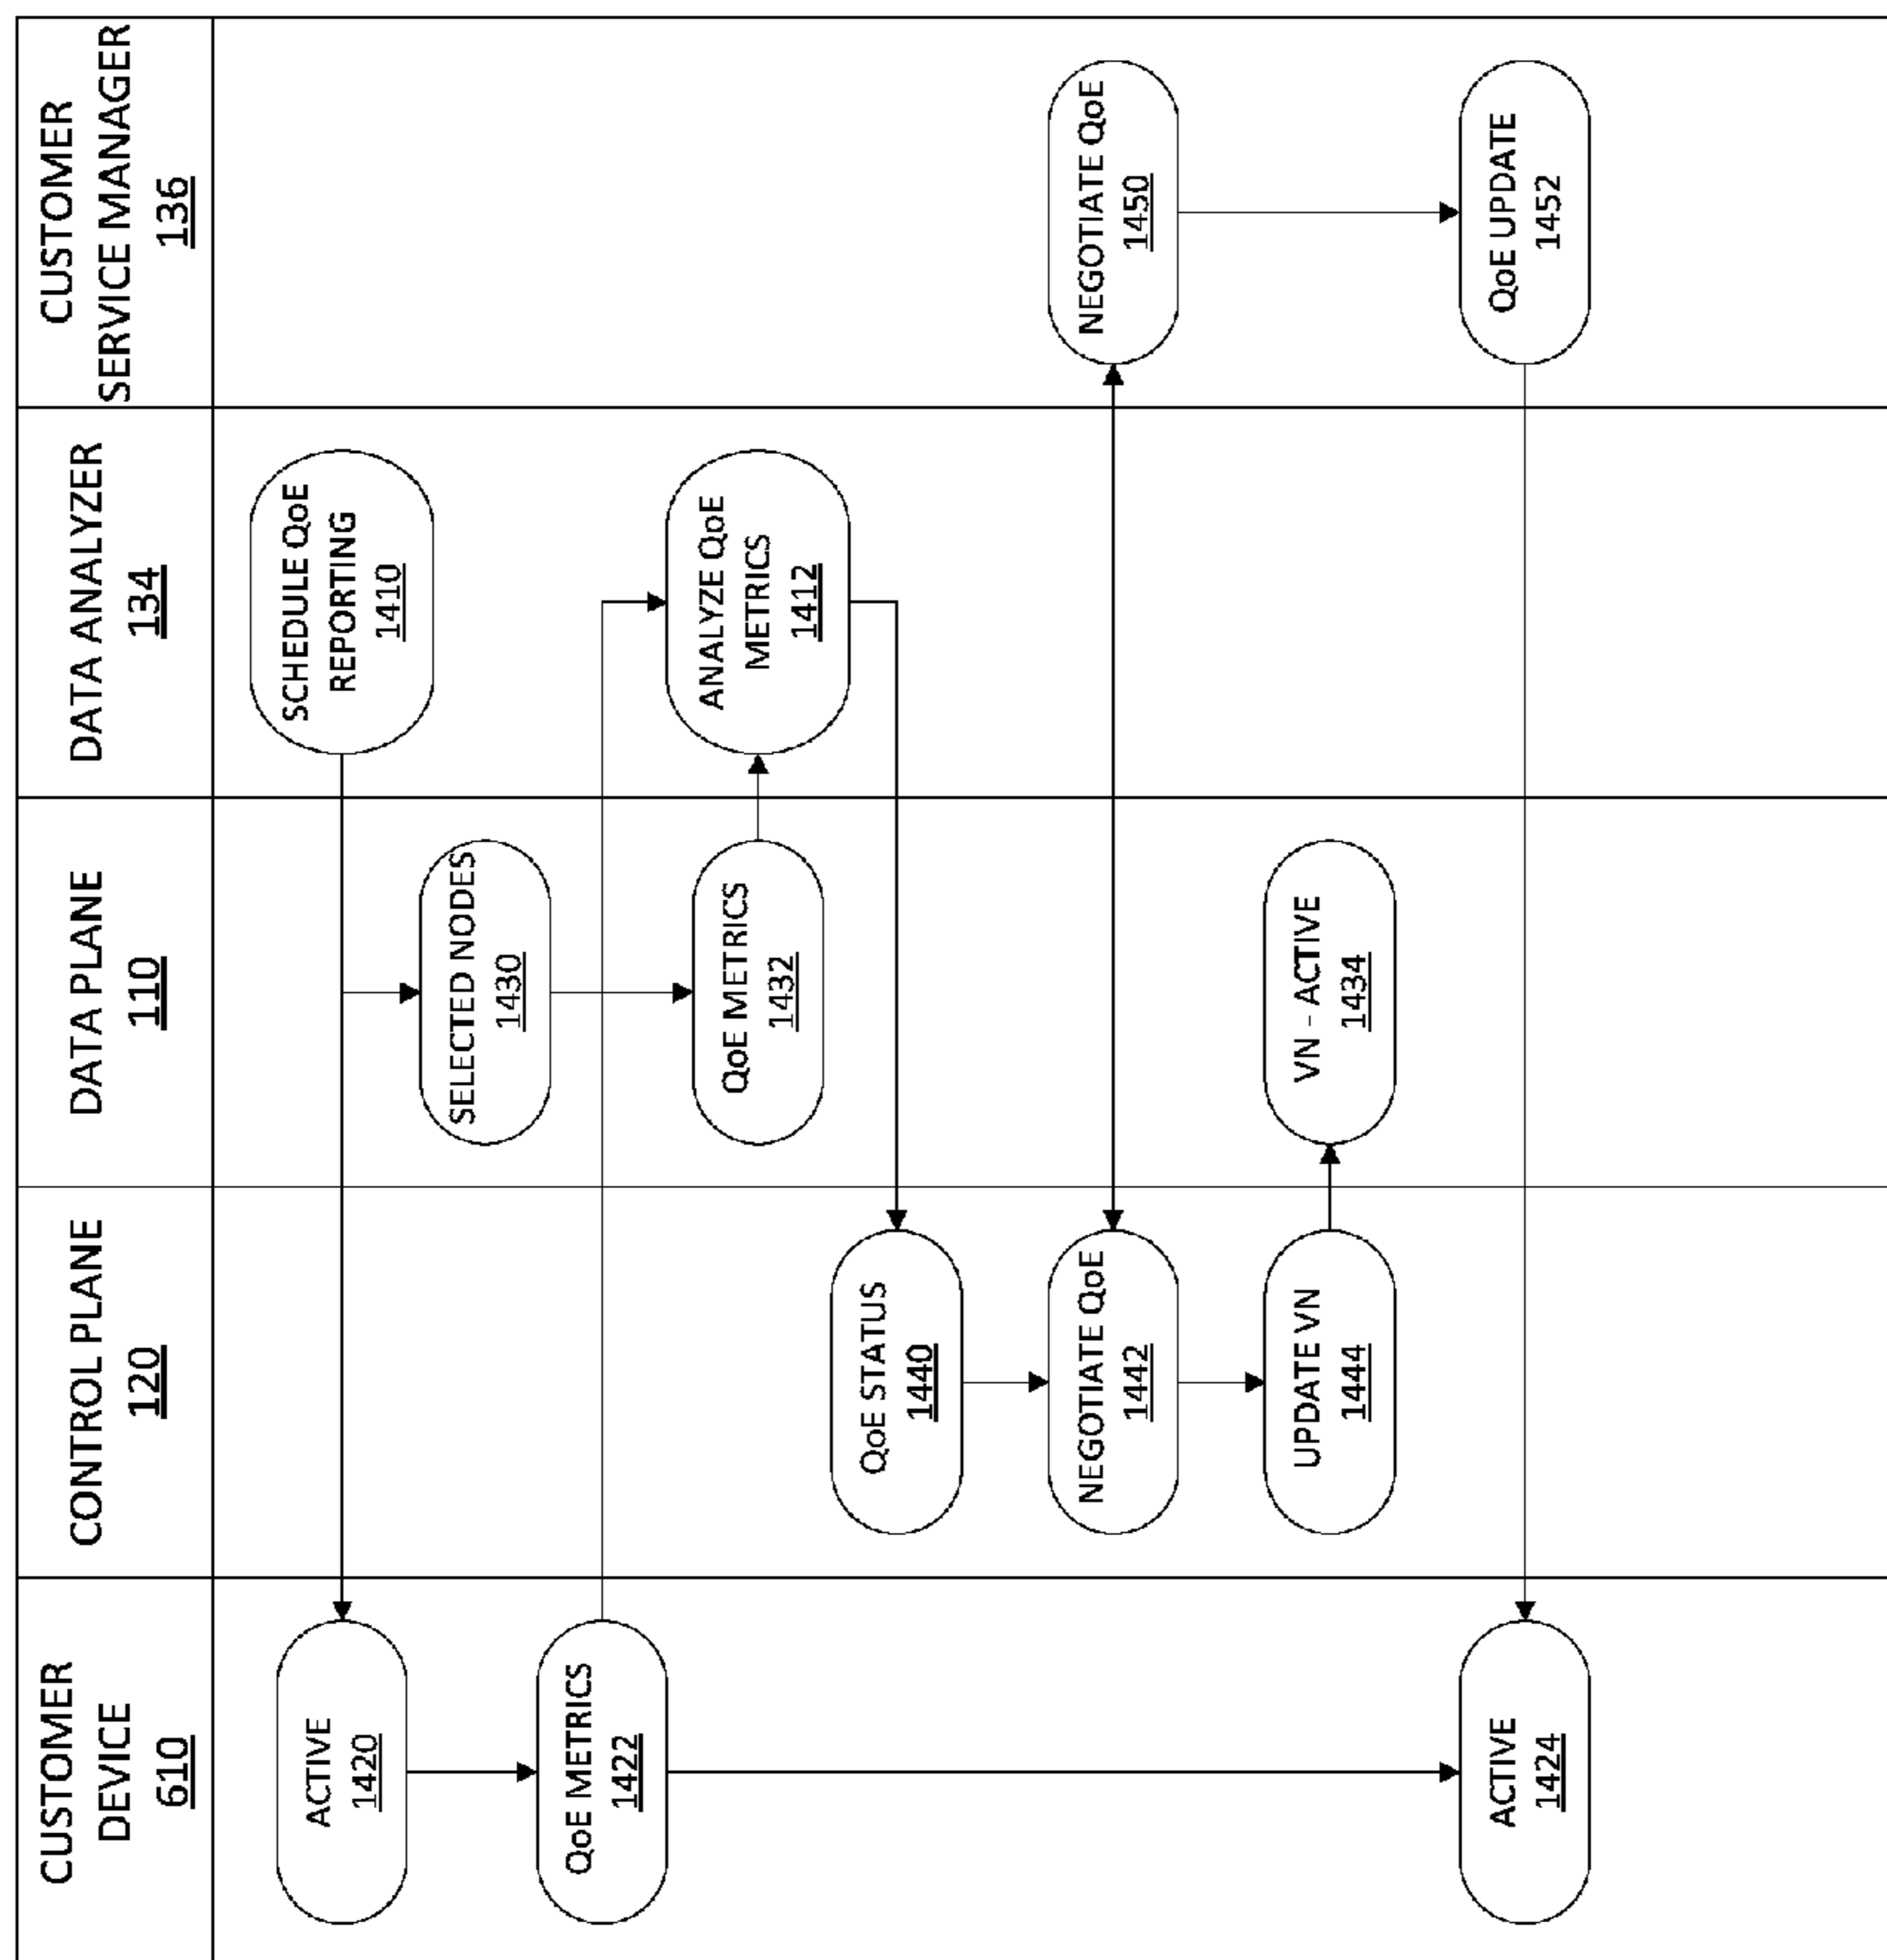 CUSTOMER
DEVICE
610
CONTROL PLANE
120
DATA PLANE
110
DATA ANALYZER
134
CUSTOMER
SERVICE MANAGER
136
ACTIVE
1420
SCHEDULE QoE
REPORTING
1410
SELECTED NODES
1430
QoE METRICS
1422
QoE METRICS
1432
ANALYZE QoE
METRICS
1412
QoE STATUS
1440
NEGOTIATE QoE
1442
NEGOTIATE QoE
1450
UPDATE VN
1444
VN - ACTIVE
1434
ACTIVE
1424
QoE UPDATE
1452